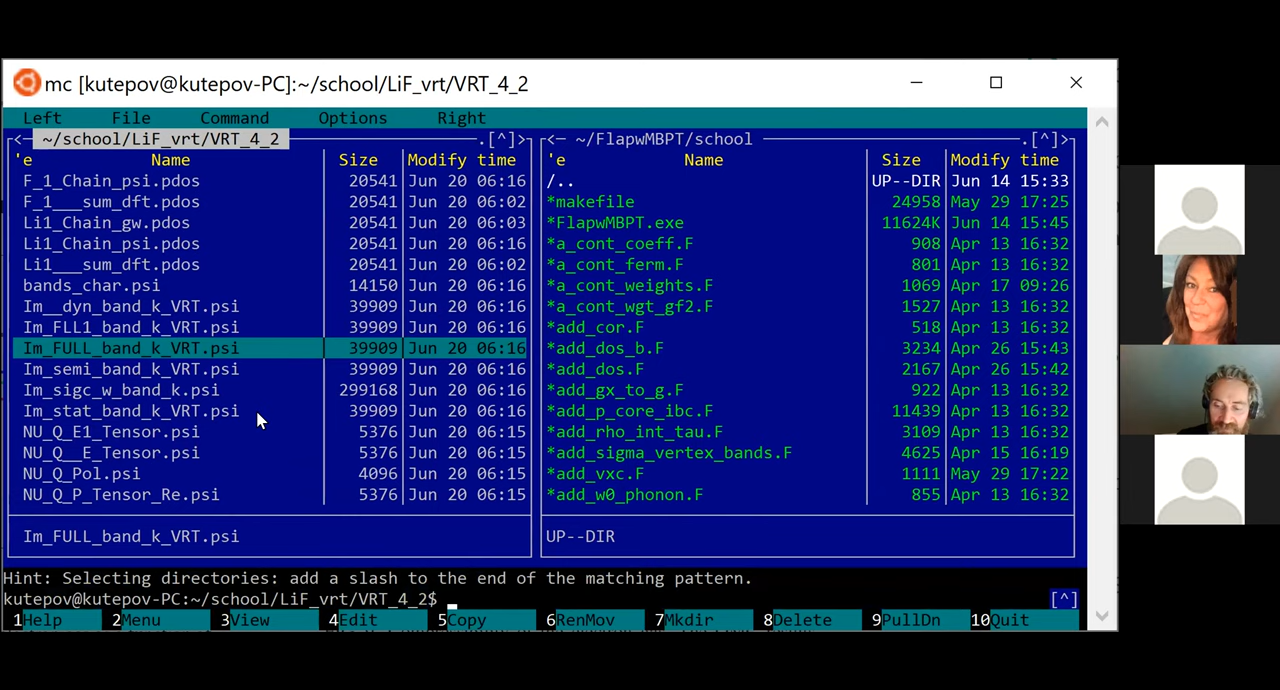 mc [kutepov@kutepov-PC]:~/school/LiF_vrt/VRT_4_2
Left File Command Options Right
<─ ~/school/LiF_vrt/VRT_4_2 .[^]>
'e Name Size Modify time
F_1_Chain_psi.pdos 20541 Jun 20 06:16
F_1___sum_dft.pdos 20541 Jun 20 06:02
Li1_Chain_gw.pdos 20541 Jun 20 06:03
Li1_Chain_psi.pdos 20541 Jun 20 06:16
Li1___sum_dft.pdos 20541 Jun 20 06:02
bands_char.psi 14150 Jun 20 06:16
Im__dyn_band_k_VRT.psi 39909 Jun 20 06:16
Im_FLL1_band_k_VRT.psi 39909 Jun 20 06:16
Im_FULL_band_k_VRT.psi 39909 Jun 20 06:16
Im_semi_band_k_VRT.psi 39909 Jun 20 06:16
Im_sigc_w_band_k.psi 299168 Jun 20 06:16
Im_stat_band_k_VRT.psi 39909 Jun 20 06:16
NU_Q_E1_Tensor.psi 5376 Jun 20 06:15
NU_Q__E_Tensor.psi 5376 Jun 20 06:15
NU_Q_Pol.psi 4096 Jun 20 06:15
NU_Q_P_Tensor_Re.psi 5376 Jun 20 06:15
Im_FULL_band_k_VRT.psi
<─ ~/FlapwMBPT/school .[^]>
'e Name Size Modify time
/.. UP--DIR Jun 14 15:33
*makefile 24958 May 29 17:25
*FlapwMBPT.exe 11624K Jun 14 15:45
*a_cont_coeff.F 908 Apr 13 16:32
*a_cont_ferm.F 801 Apr 13 16:32
*a_cont_weights.F 1069 Apr 17 09:26
*a_cont_wgt_gf2.F 1527 Apr 13 16:32
*add_cor.F 518 Apr 13 16:32
*add_dos_b.F 3234 Apr 26 15:43
*add_dos.F 2167 Apr 26 15:42
*add_gx_to_g.F 922 Apr 13 16:32
*add_p_core_ibc.F 11439 Apr 13 16:32
*add_rho_int_tau.F 3109 Apr 13 16:32
*add_sigma_vertex_bands.F 4625 Apr 15 16:19
*add_vxc.F 1111 May 29 17:22
*add_w0_phonon.F 855 Apr 13 16:32
UP--DIR
Hint: Selecting directories: add a slash to the end of the matching pattern.
kutepov@kutepov-PC:~/school/LiF_vrt/VRT_4_2$ [^]
1Help 2Menu 3View 4Edit 5Copy 6RenMov 7Mkdir 8Delete 9PullDn 10Quit